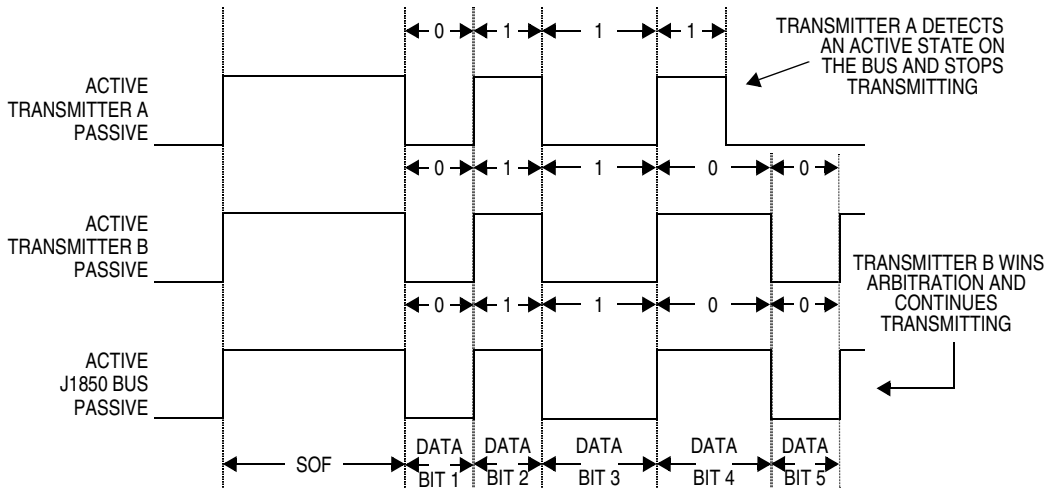 0 1 1 1
TRANSMITTER A DETECTS
AN ACTIVE STATE ON
THE BUS AND STOPS
TRANSMITTING
ACTIVE
TRANSMITTER A
PASSIVE
0 1 1 0 0
ACTIVE
TRANSMITTER B
PASSIVE
TRANSMITTER B WINS
ARBITRATION AND
CONTINUES
TRANSMITTING
0 1 1 0 0
ACTIVE
J1850 BUS
PASSIVE
SOF
DATA
BIT 1
DATA
BIT 2
DATA
BIT 3
DATA
BIT 4
DATA
BIT 5